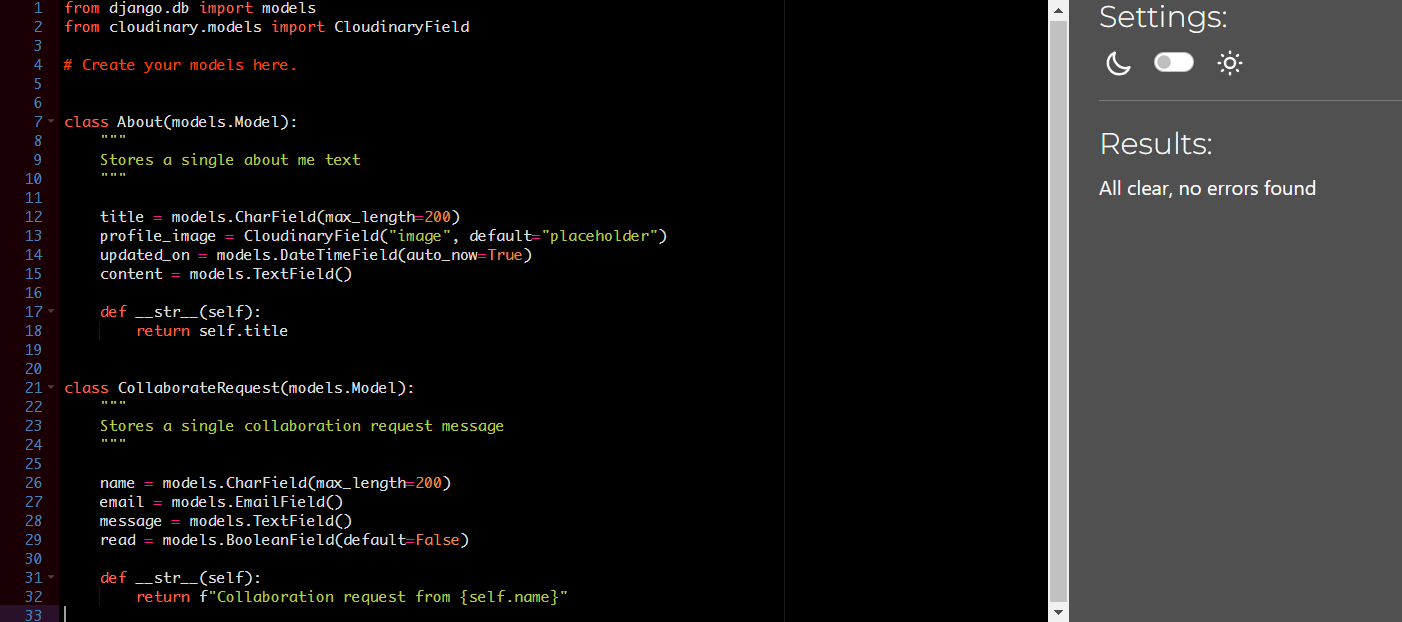 1 from django.db import models
2 from cloudinary.models import CloudinaryField
3
4 # Create your models here.
5
6
7 class About(models.Model):
8     """
9     Stores a single about me text
10     """
11
12     title = models.CharField(max_length=200)
13     profile_image = CloudinaryField("image", default="placeholder")
14     updated_on = models.DateTimeField(auto_now=True)
15     content = models.TextField()
16
17     def __str__(self):
18         return self.title
19
20
21 class CollaborateRequest(models.Model):
22     """
23     Stores a single collaboration request message
24     """
25
26     name = models.CharField(max_length=200)
27     email = models.EmailField()
28     message = models.TextField()
29     read = models.BooleanField(default=False)
30
31     def __str__(self):
32         return f"Collaboration request from {self.name}"
33
Settings:
Results:
All clear, no errors found